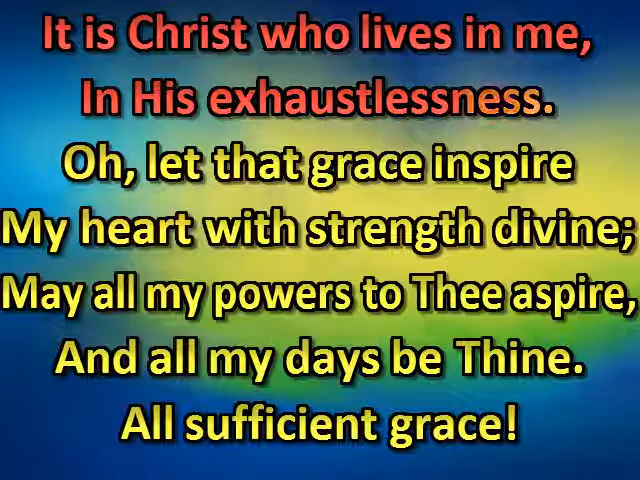 It is Christ who lives in me,
In His exhaustlessness.
Oh, let that grace inspire
My heart with strength divine;
May all my powers to Thee aspire,
And all my days be Thine.
All sufficient grace!